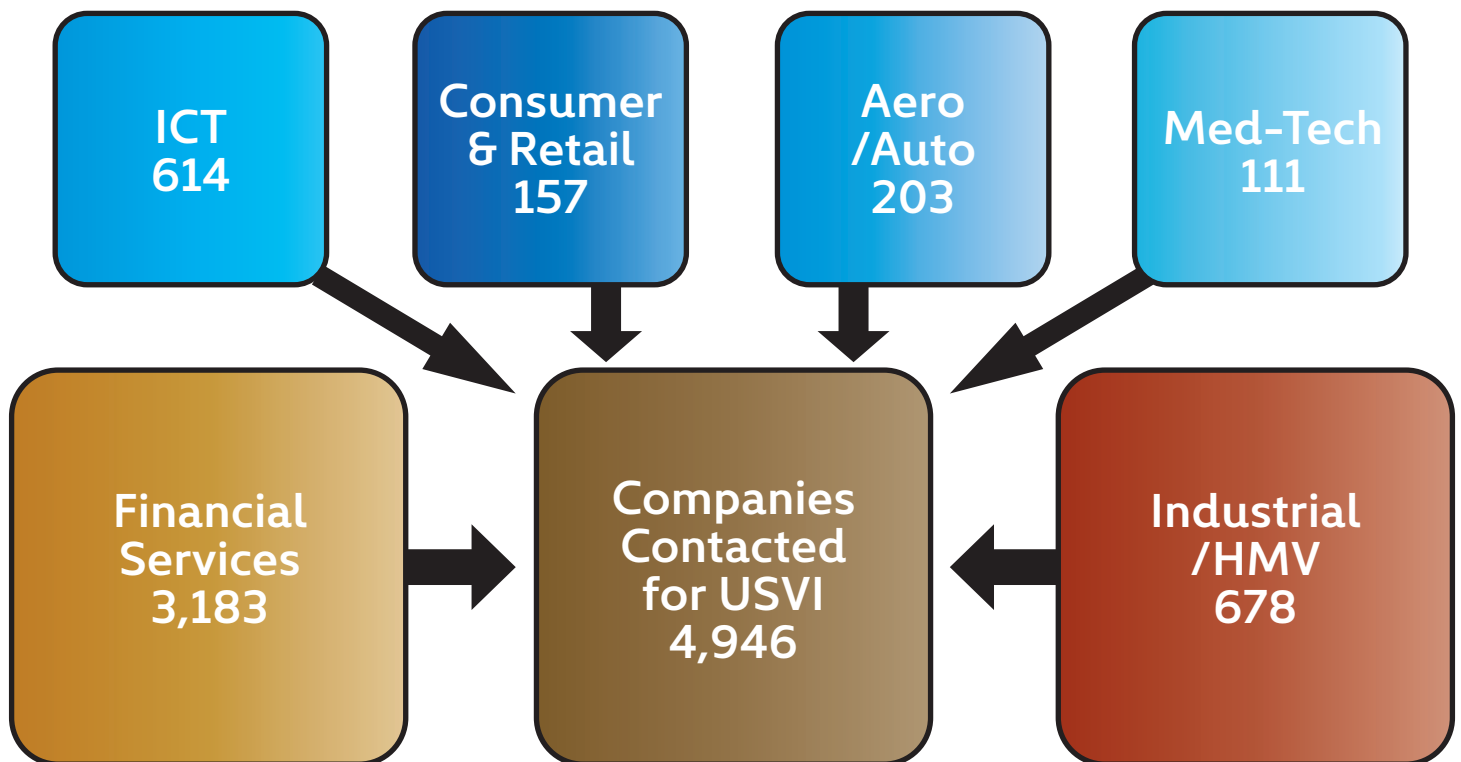 ICT
614
Consumer
& Retail
157
Aero
/Auto
203
Med-Tech
111
Financial
Services
3,183
Companies
Contacted
for USVI
4,946
Industrial
/HMV
678